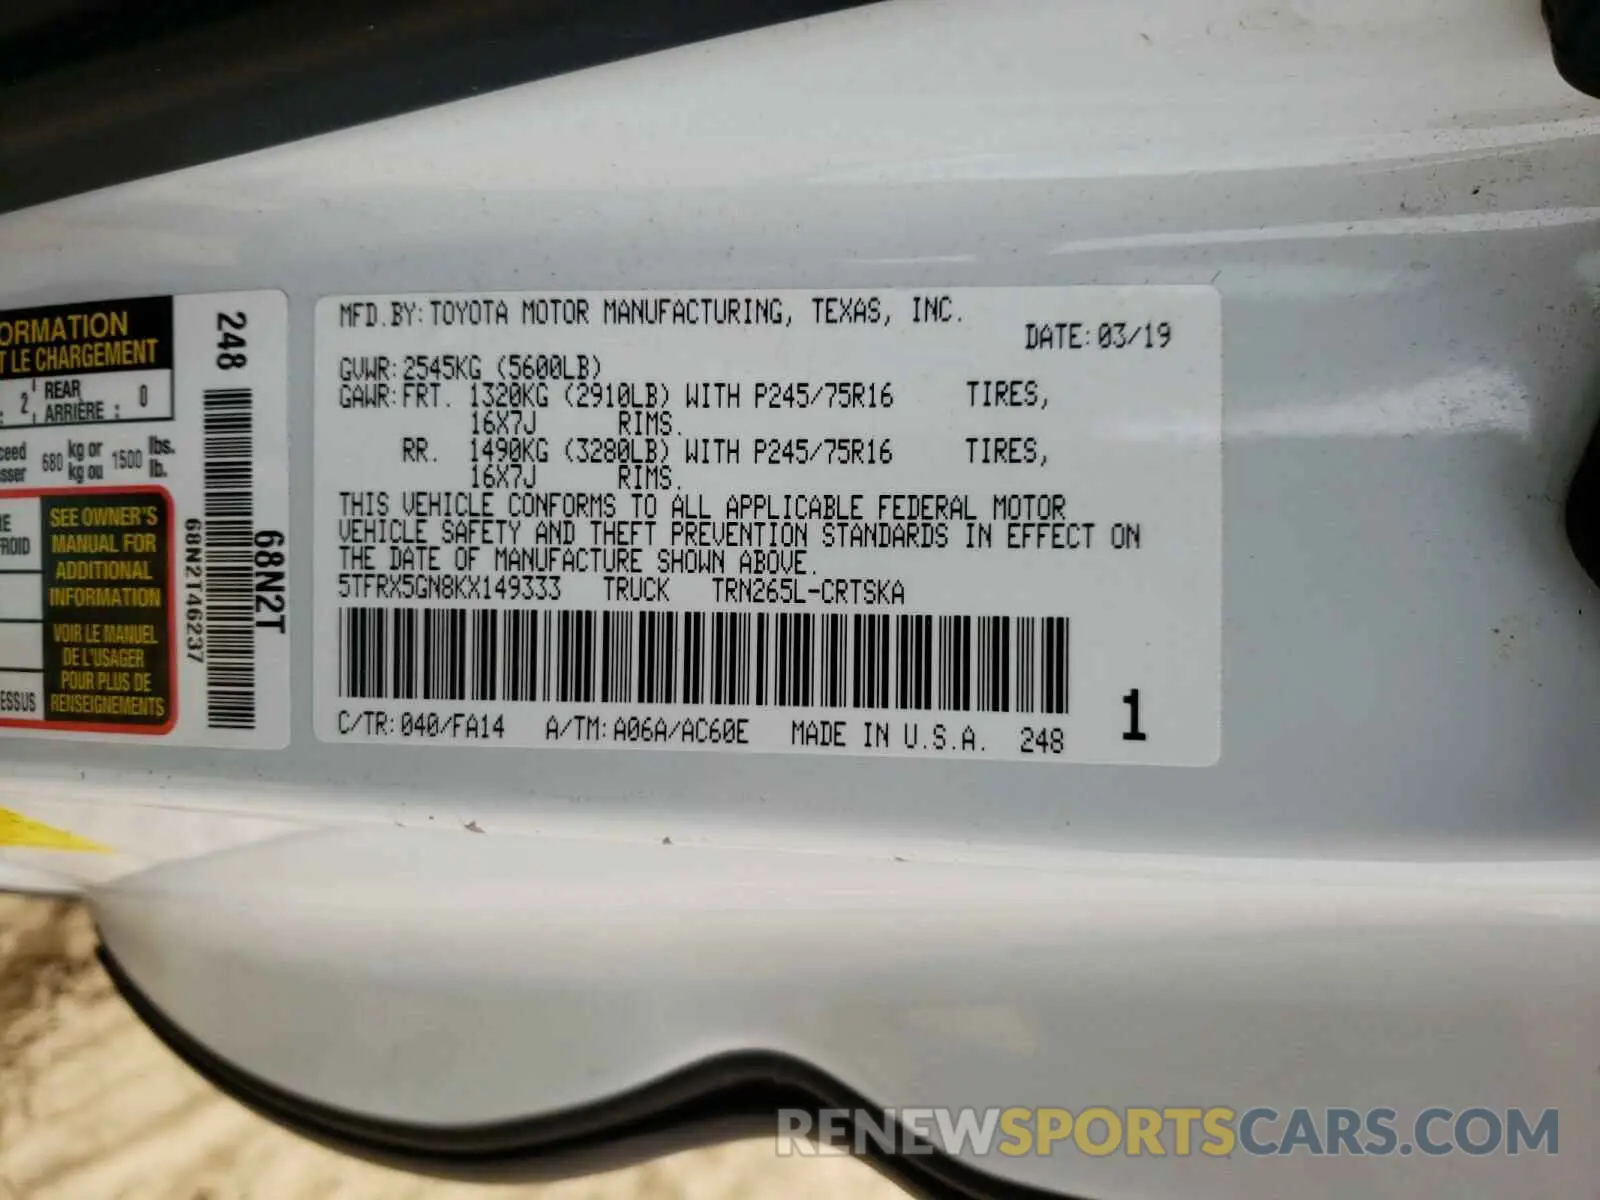 ORMATION
T LE CHARGEMENT
: 2 REAR ARRIÈRE : 0
ceed kg or lbs.
sser 680 kg ou 1500 lb.
E
FROID
ESSUS
SEE OWNER'S
MANUAL FOR
ADDITIONAL
INFORMATION
VOIR LE MANUEL
DE L'USAGER
POUR PLUS DE
RENSEIGNEMENTS
248
68N2T
68N2T46237
MFD.BY:TOYOTA MOTOR MANUFACTURING, TEXAS, INC.
DATE:03/19
GVWR:2545KG (5600LB)
GAWR:FRT. 1320KG (2910LB) WITH P245/75R16 TIRES,
16X7J RIMS.
RR. 1490KG (3280LB) WITH P245/75R16 TIRES,
16X7J RIMS.
THIS VEHICLE CONFORMS TO ALL APPLICABLE FEDERAL MOTOR
VEHICLE SAFETY AND THEFT PREVENTION STANDARDS IN EFFECT ON
THE DATE OF MANUFACTURE SHOWN ABOVE.
5TFRX5GN8KX149333 TRUCK TRN265L-CRTSKA
C/TR:040/FA14 A/TM:A06A/AC60E MADE IN U.S.A. 248
1
RENEWSPORTSCARS.COM